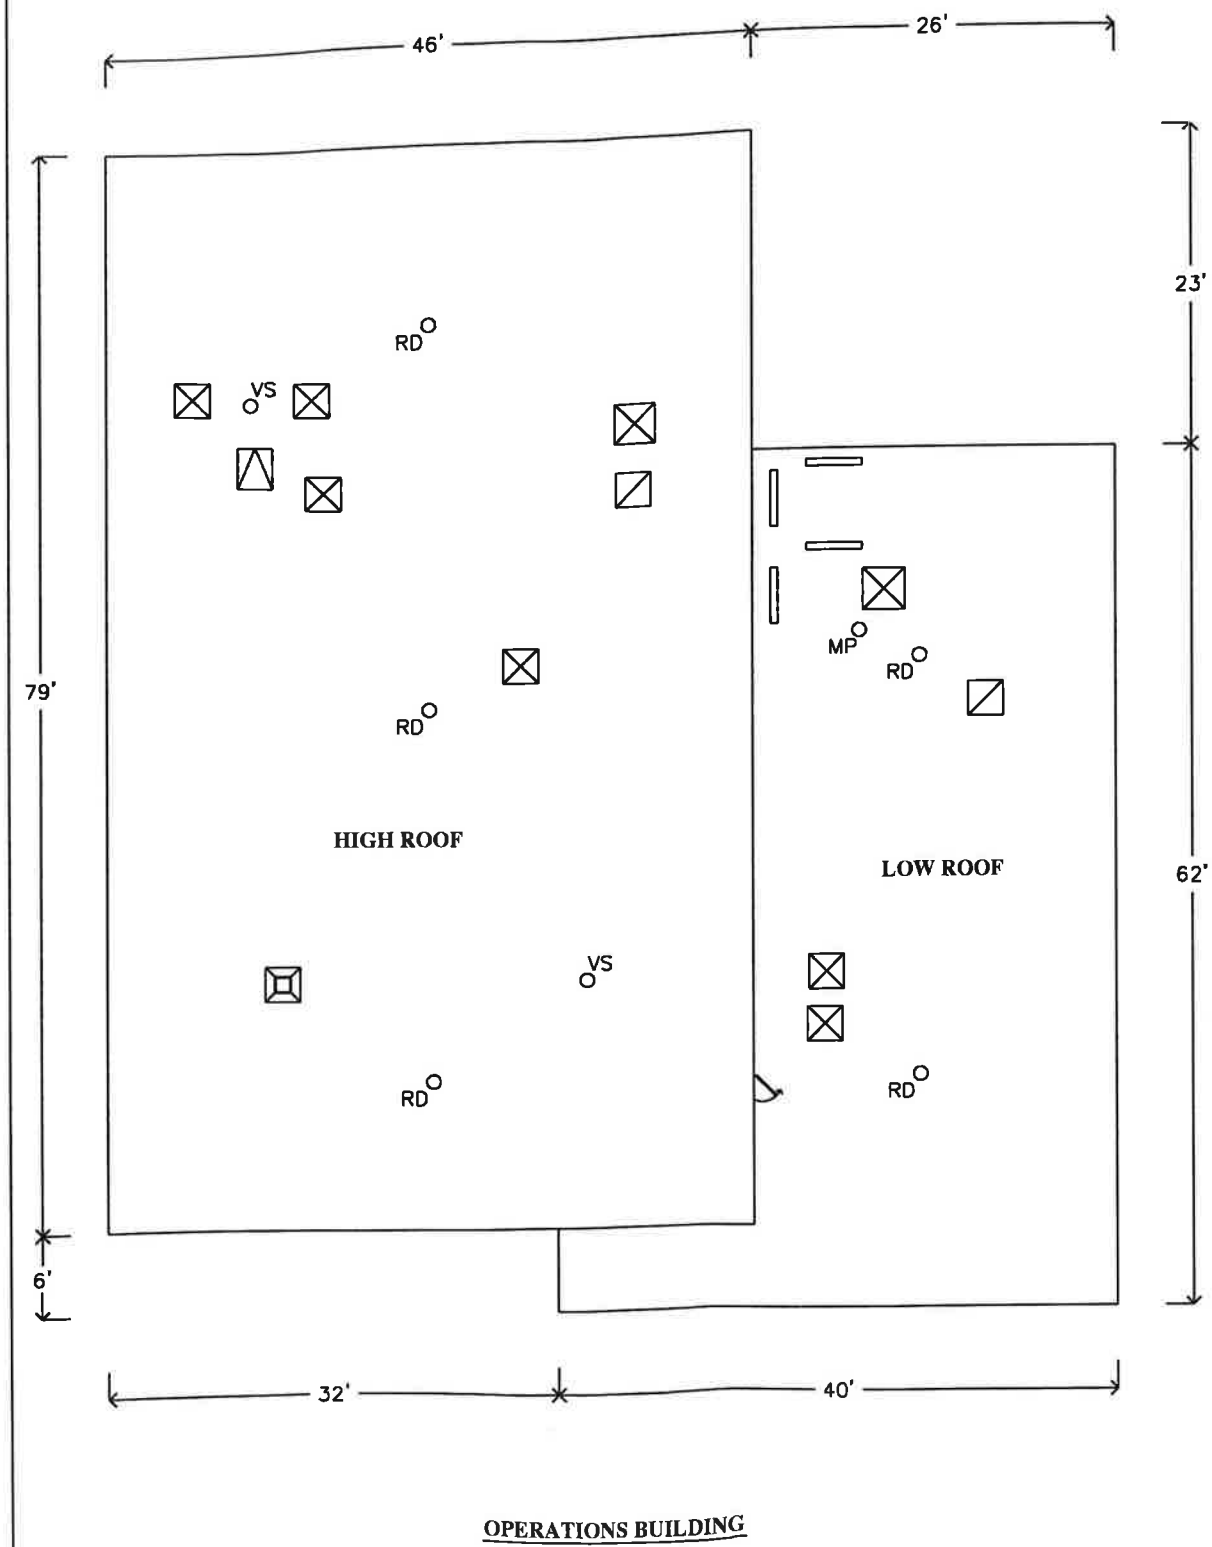 46'
26'
23'
RD
VS
MP
RD
79'
RD
HIGH ROOF
LOW ROOF
62'
VS
RD
RD
6'
32'
40'
OPERATIONS BUILDING